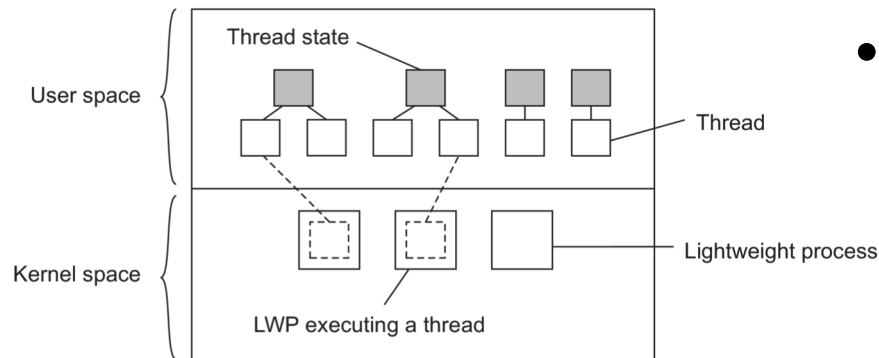 Thread state
User space
Thread
Kernel space
Lightweight process
LWP executing a thread